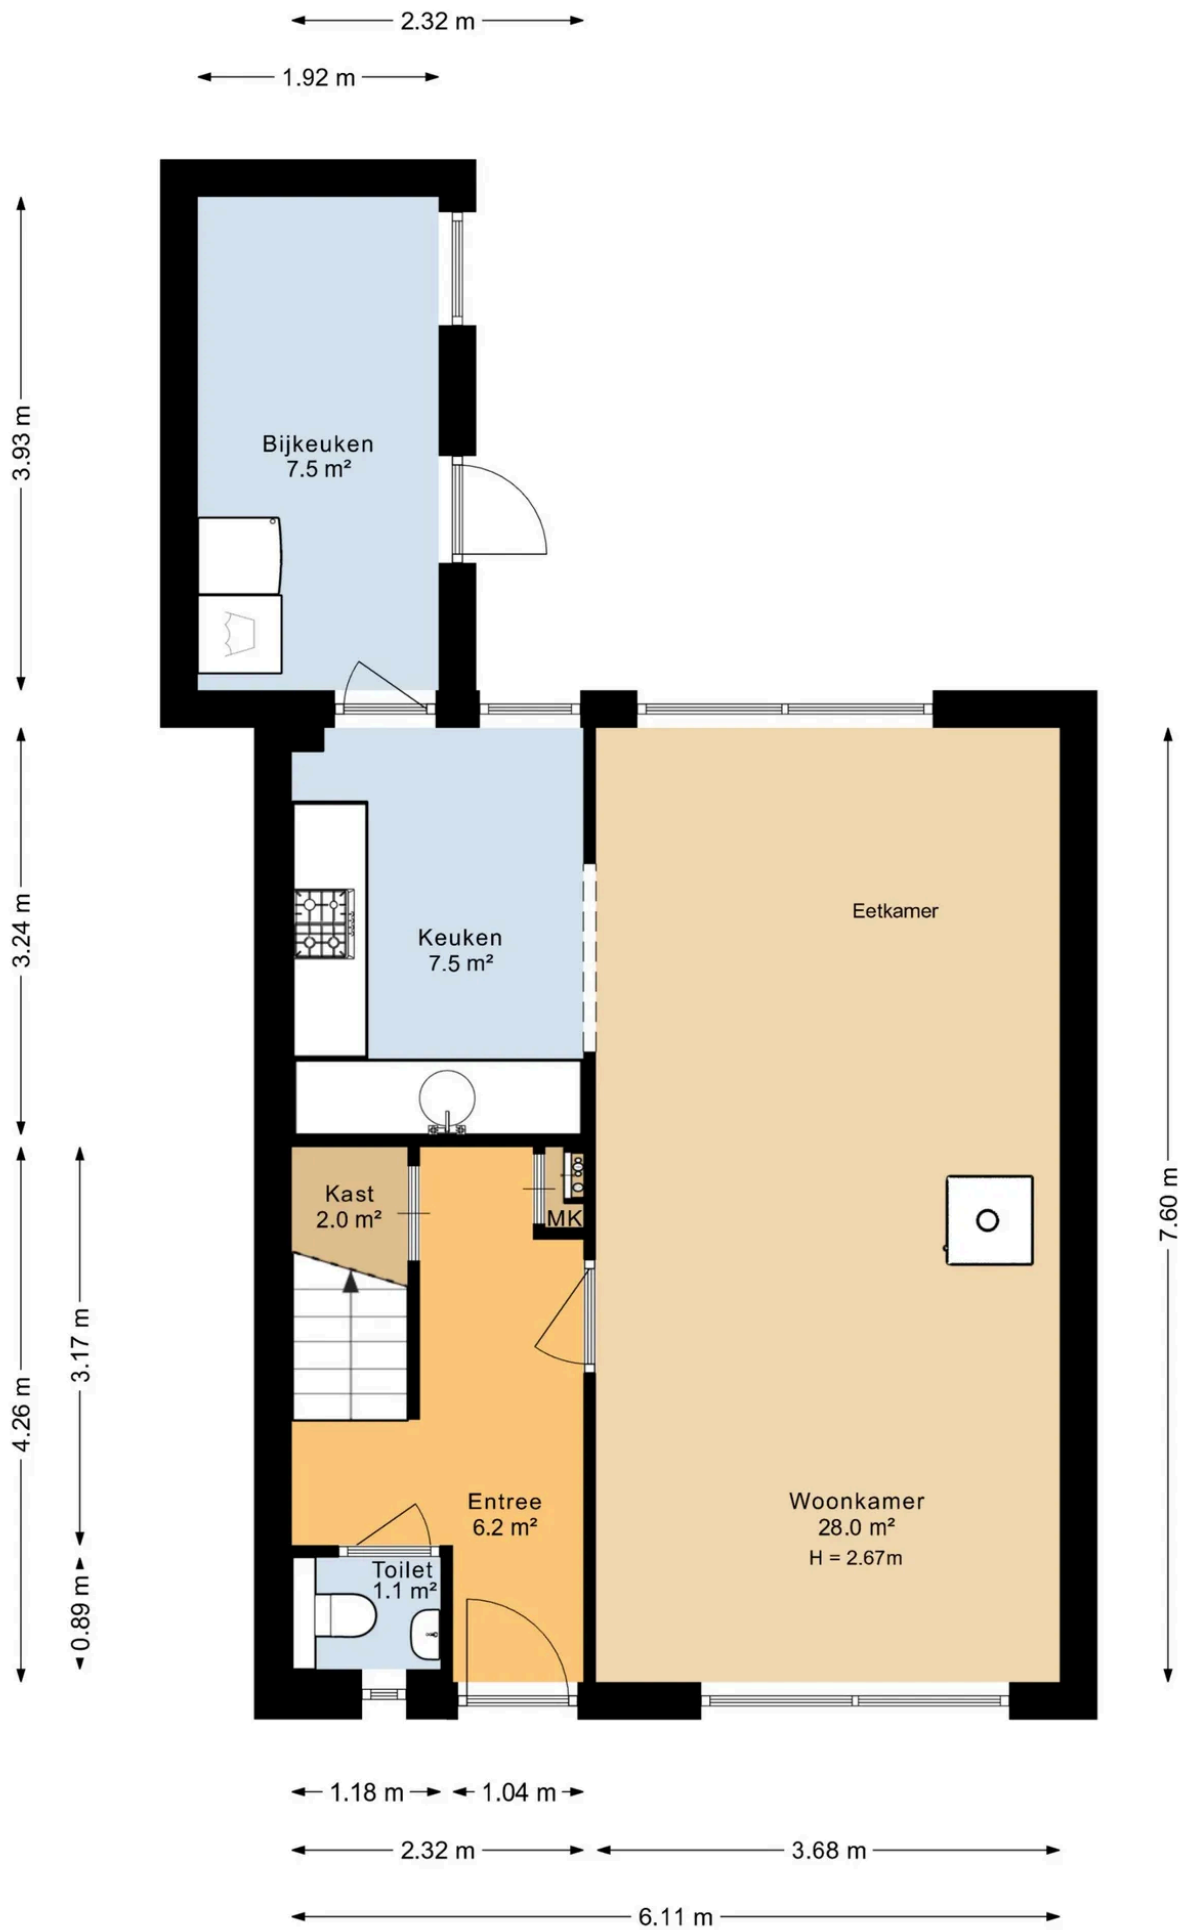 2.32 m
1.92 m
3.93 m
Bijkeuken
7.5 m²
3.24 m
Keuken
7.5 m²
Eetkamer
7.60 m
4.26 m
3.17 m
Kast
2.0 m²
MK
Entree
6.2 m²
Woonkamer
28.0 m²
H = 2.67m
0.89 m
Toilet
1.1 m²
1.18 m
1.04 m
2.32 m
3.68 m
6.11 m